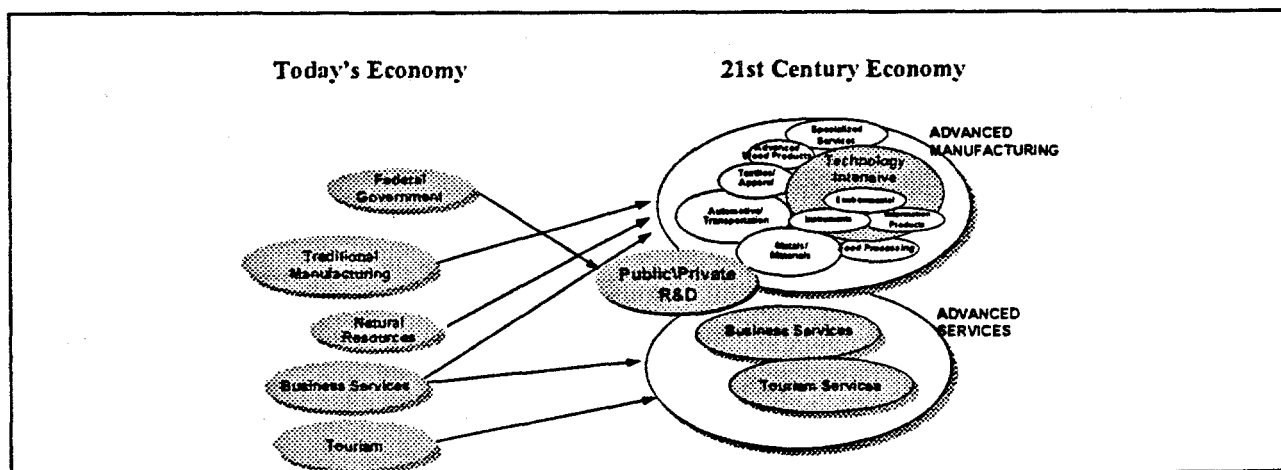 Today's Economy
21st Century Economy
Federal
Government
Traditional
Manufacturing
Natural
Resources
Business Services
Tourism
Public\Private
R&D
ADVANCED
MANUFACTURING
Specialized
Services
Advanced
Wood Products
Textiles/
Apparel
Automotive/
Transportation
Metals/
Materials
Technology
Intensive
Environmental
Instruments
Information
Products
Food Processing
ADVANCED
SERVICES
Business Services
Tourism Services